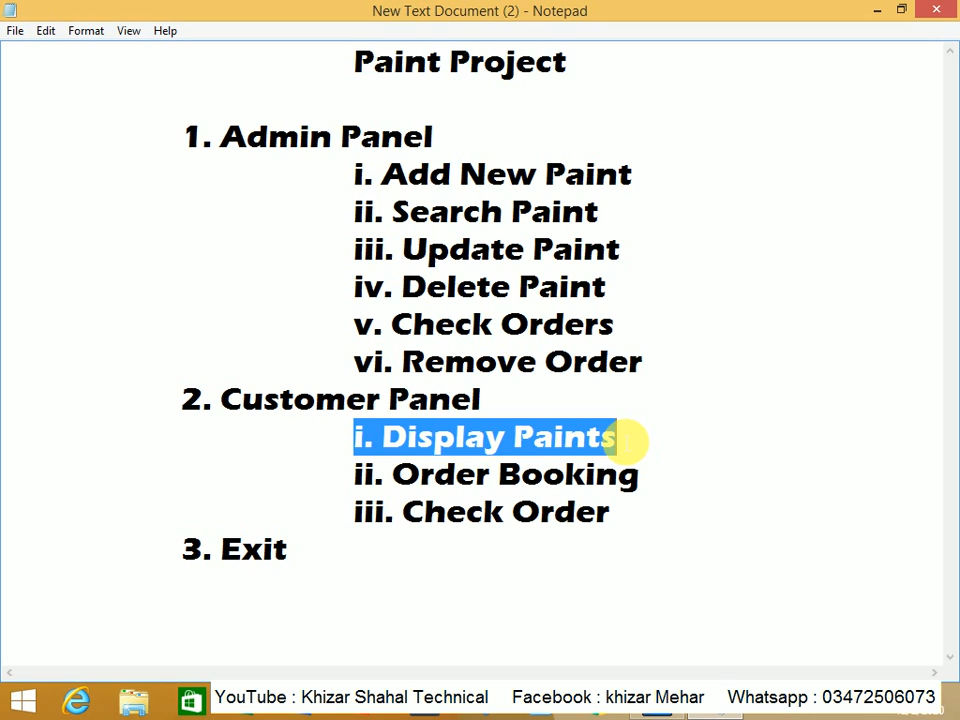 New Text Document (2) - Notepad
File Edit Format View Help
Paint Project
1. Admin Panel
i. Add New Paint
ii. Search Paint
iii. Update Paint
iv. Delete Paint
v. Check Orders
vi. Remove Order
2. Customer Panel
i. Display Paints
ii. Order Booking
iii. Check Order
3. Exit
YouTube : Khizar Shahal Technical Facebook : khizar Mehar Whatsapp : 03472506073